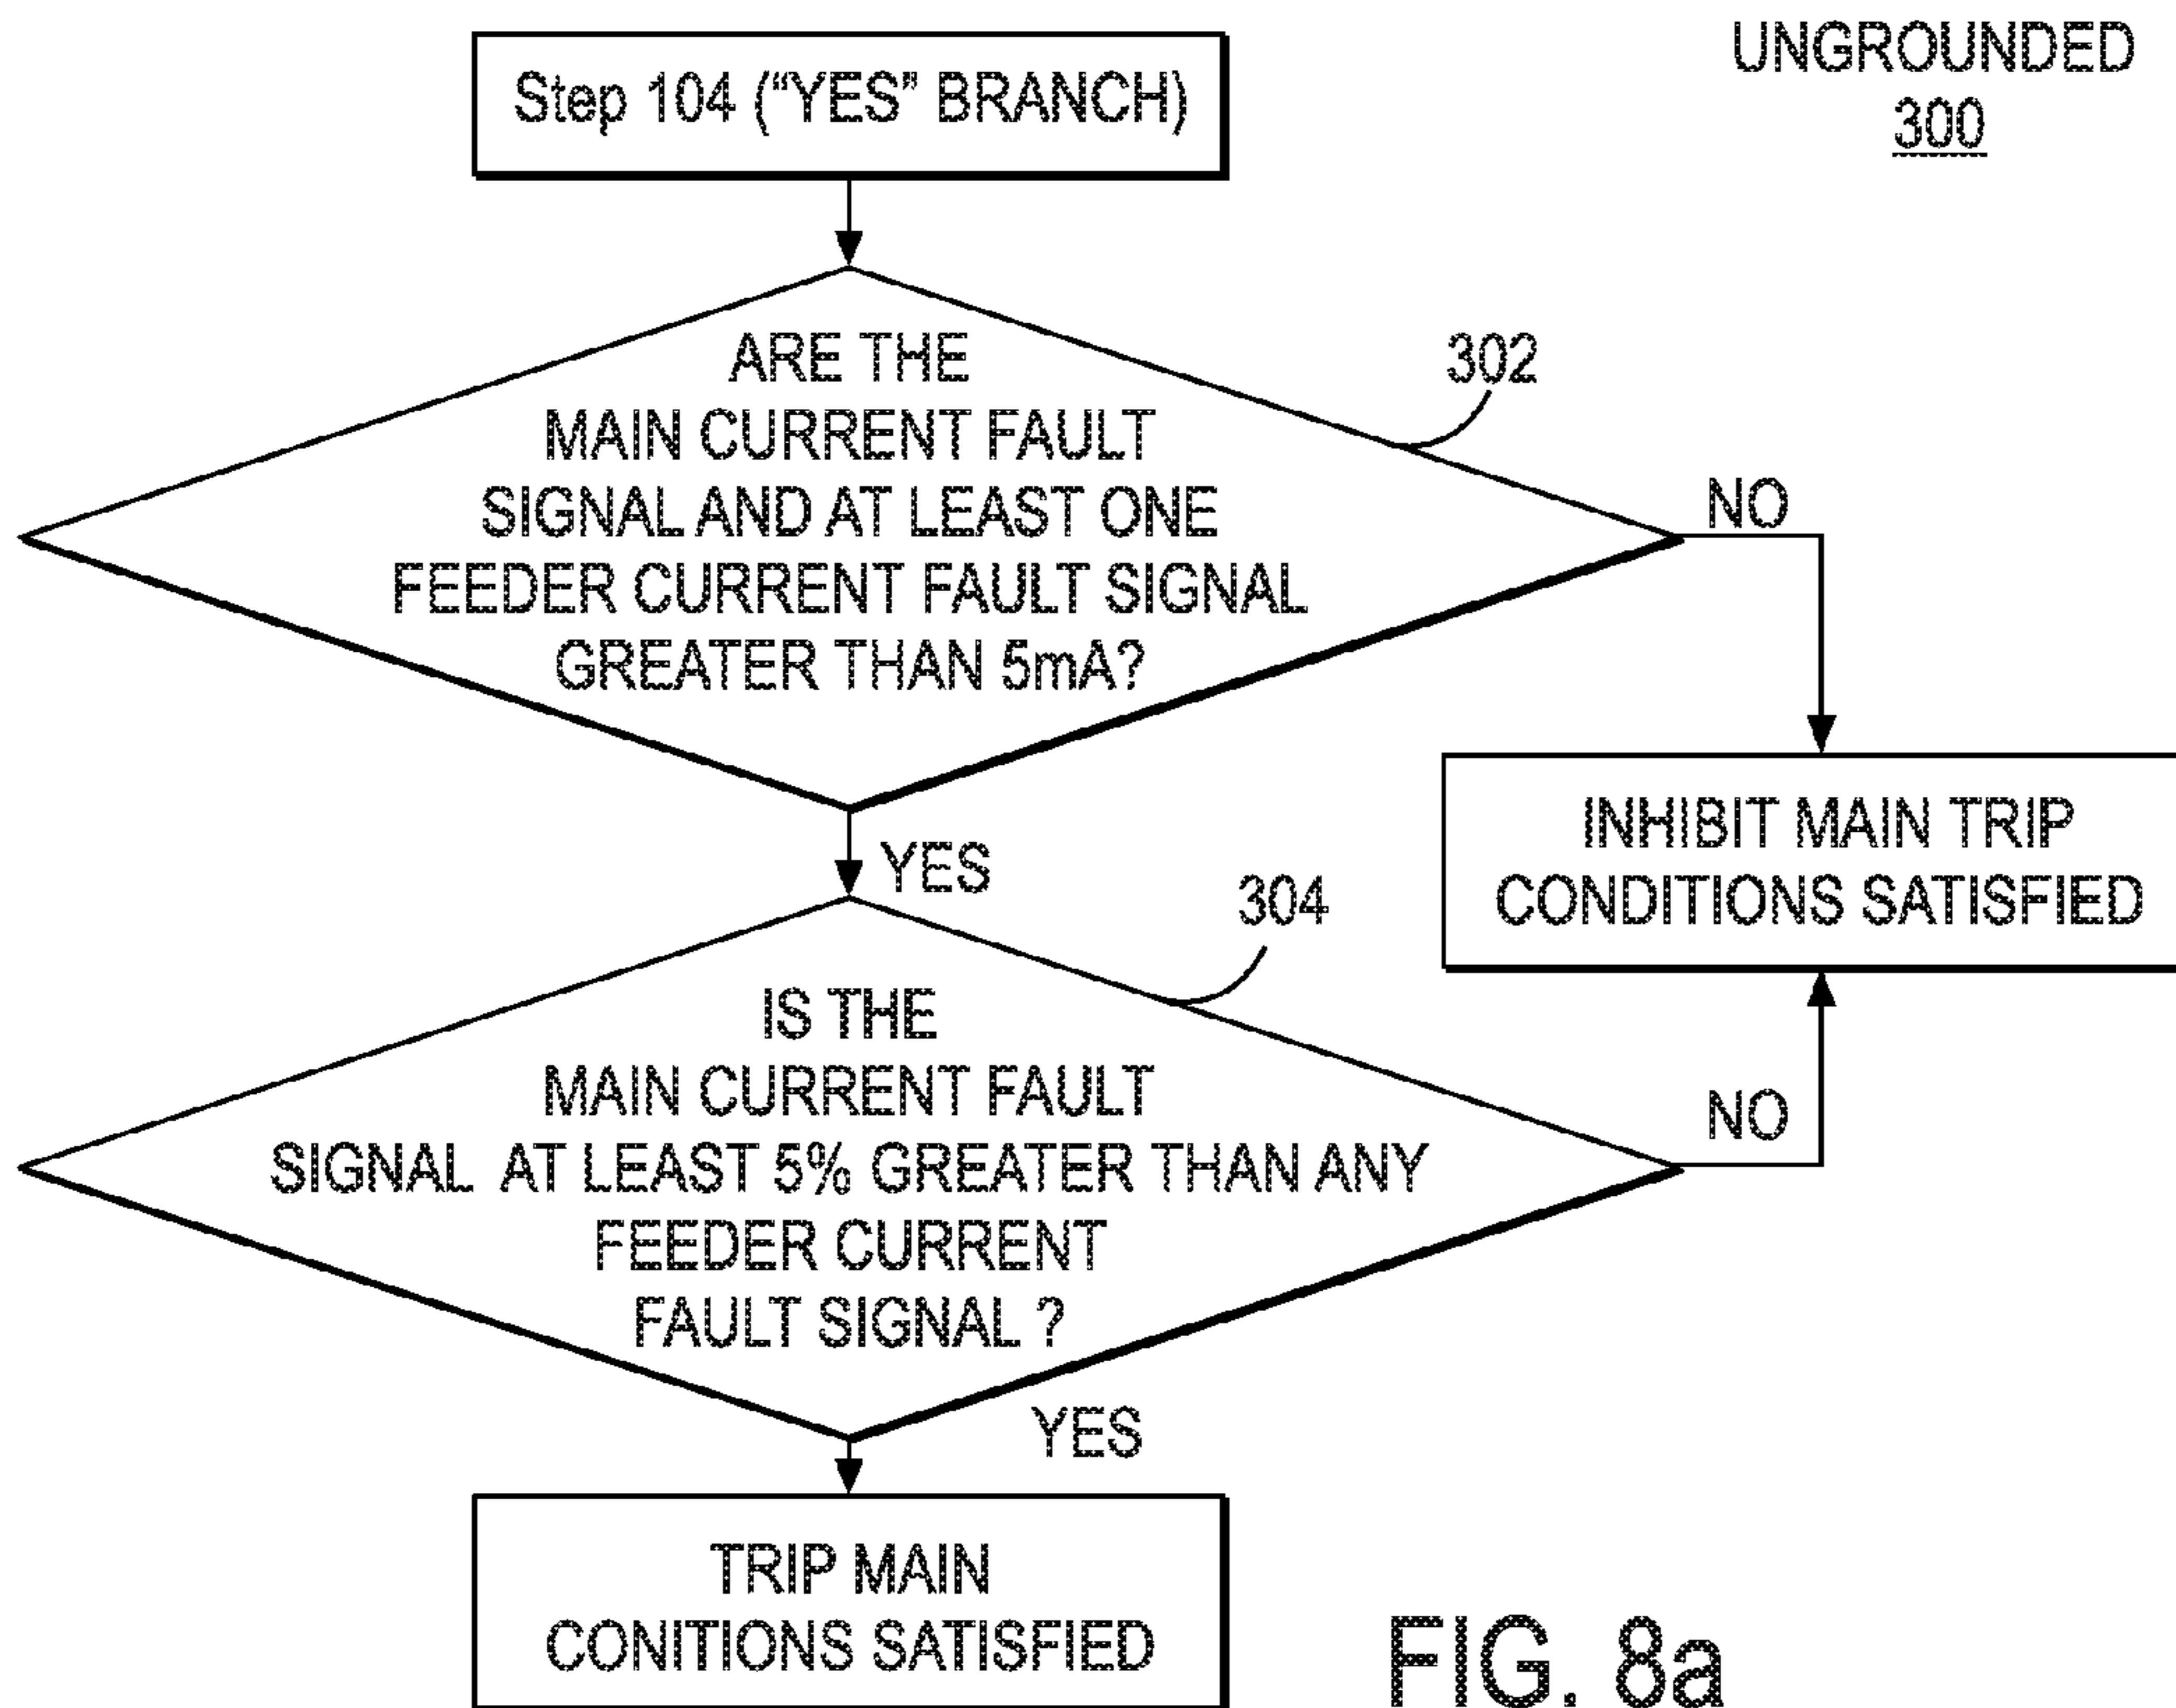 UNGROUNDED
300
Step 104 (“YES” BRANCH)
ARE THE
MAIN CURRENT FAULT
SIGNAL AND AT LEAST ONE
FEEDER CURRENT FAULT SIGNAL
GREATER THAN 5mA?
302
NO
YES
INHIBIT MAIN TRIP
CONDITIONS SATISFIED
304
IS THE
MAIN CURRENT FAULT
SIGNAL AT LEAST 5% GREATER THAN ANY
FEEDER CURRENT
FAULT SIGNAL ?
NO
YES
TRIP MAIN
CONITIONS SATISFIED
FIG. 8a